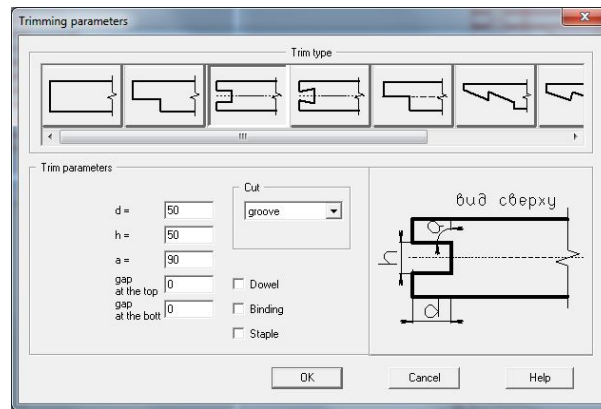 Trimming parameters
Trim type
Trim parameters
d =
50
h =
50
a =
90
gap
at the top
0
gap
at the bott
0
Cut
groove
Dowel
Binding
Staple
вид сверху
a
h
d
OK
Cancel
Help